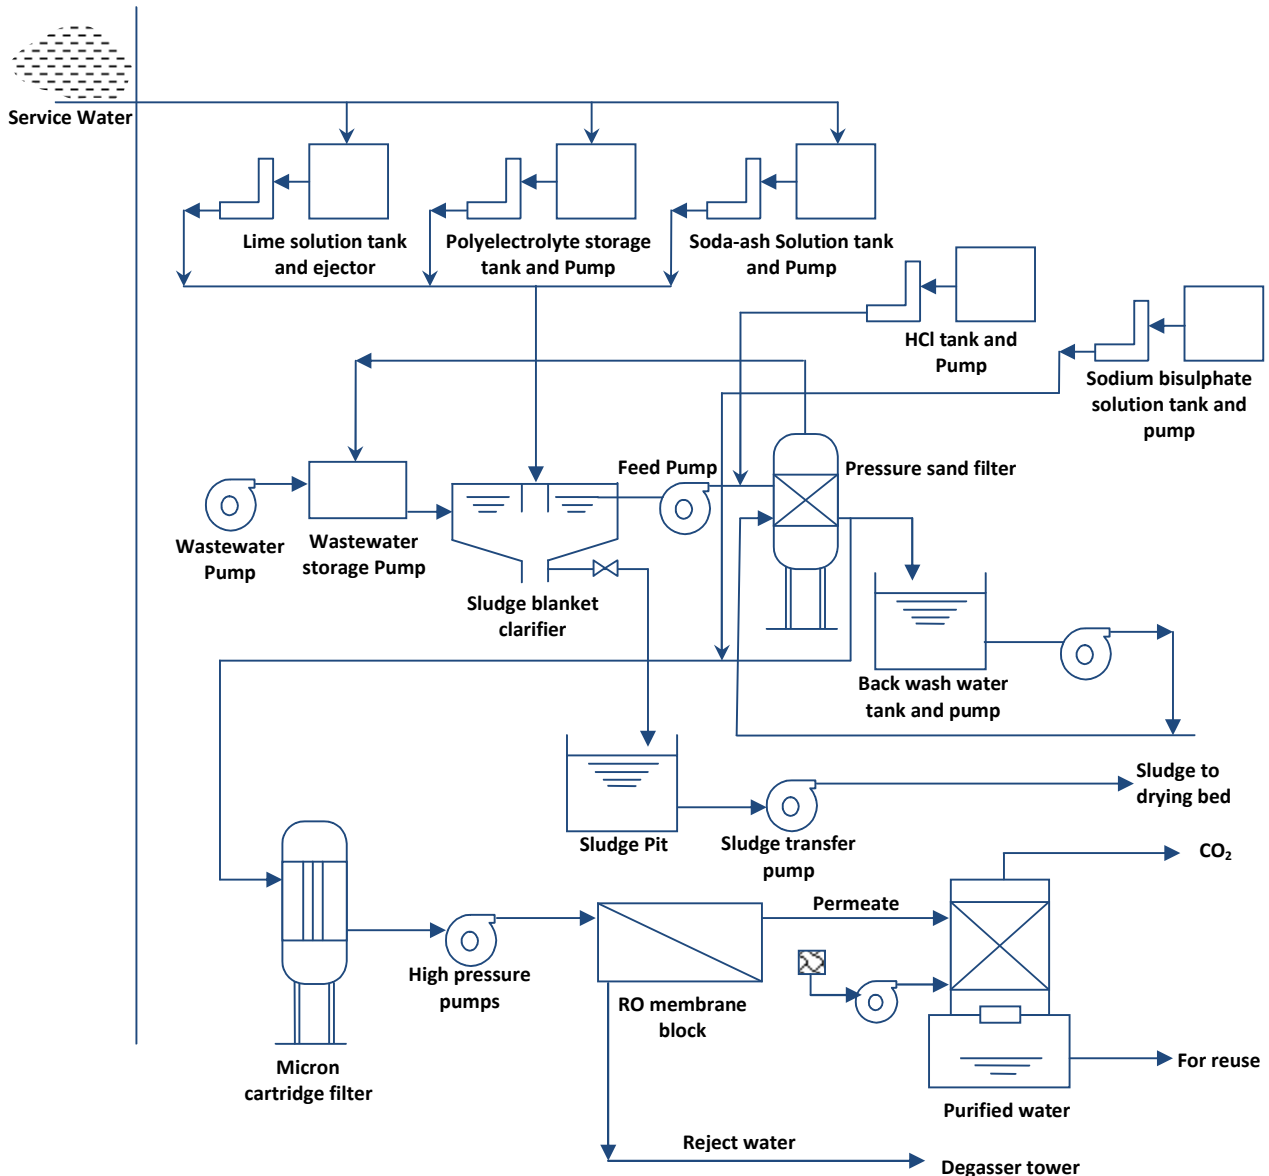 Service Water
Lime solution tank
and ejector
Polyelectrolyte storage
tank and Pump
Soda-ash Solution tank
and Pump
HCl tank and
Pump
Sodium bisulphate
solution tank and
pump
Feed Pump
Pressure sand filter
Wastewater
Pump
Wastewater
storage Pump
Sludge blanket
clarifier
Back wash water
tank and pump
Sludge to
drying bed
Sludge Pit
Sludge transfer
pump
CO₂
Permeate
High pressure
pumps
RO membrane
block
Micron
cartridge filter
For reuse
Purified water
Reject water
Degasser tower